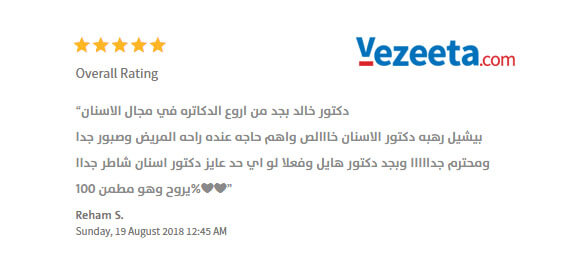 Vezeeta.com
Overall Rating
“دكتور خالد بجد من اروع الدكاتره في مجال الاسنان
بيشيل رهبه دكتور الاسنان خااالص واهم حاجه عنده راحه المريض وصبور جدا
ومحترم جدااااا وبجد دكتور هايل وفعلا لو اي حد عايز دكتور اسنان شاطر جداا
يروح وهو مطمن 100%🖤🖤”
Reham S.
Sunday, 19 August 2018 12:45 AM